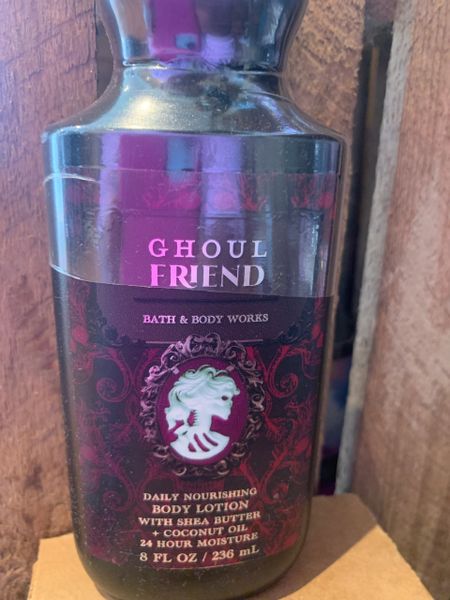 GHOUL
FRIEND
BATH & BODY WORKS
DAILY NOURISHING
BODY LOTION
WITH SHEA BUTTER
+ COCONUT OIL
24 HOUR MOISTURE
8 FL OZ / 236 mL